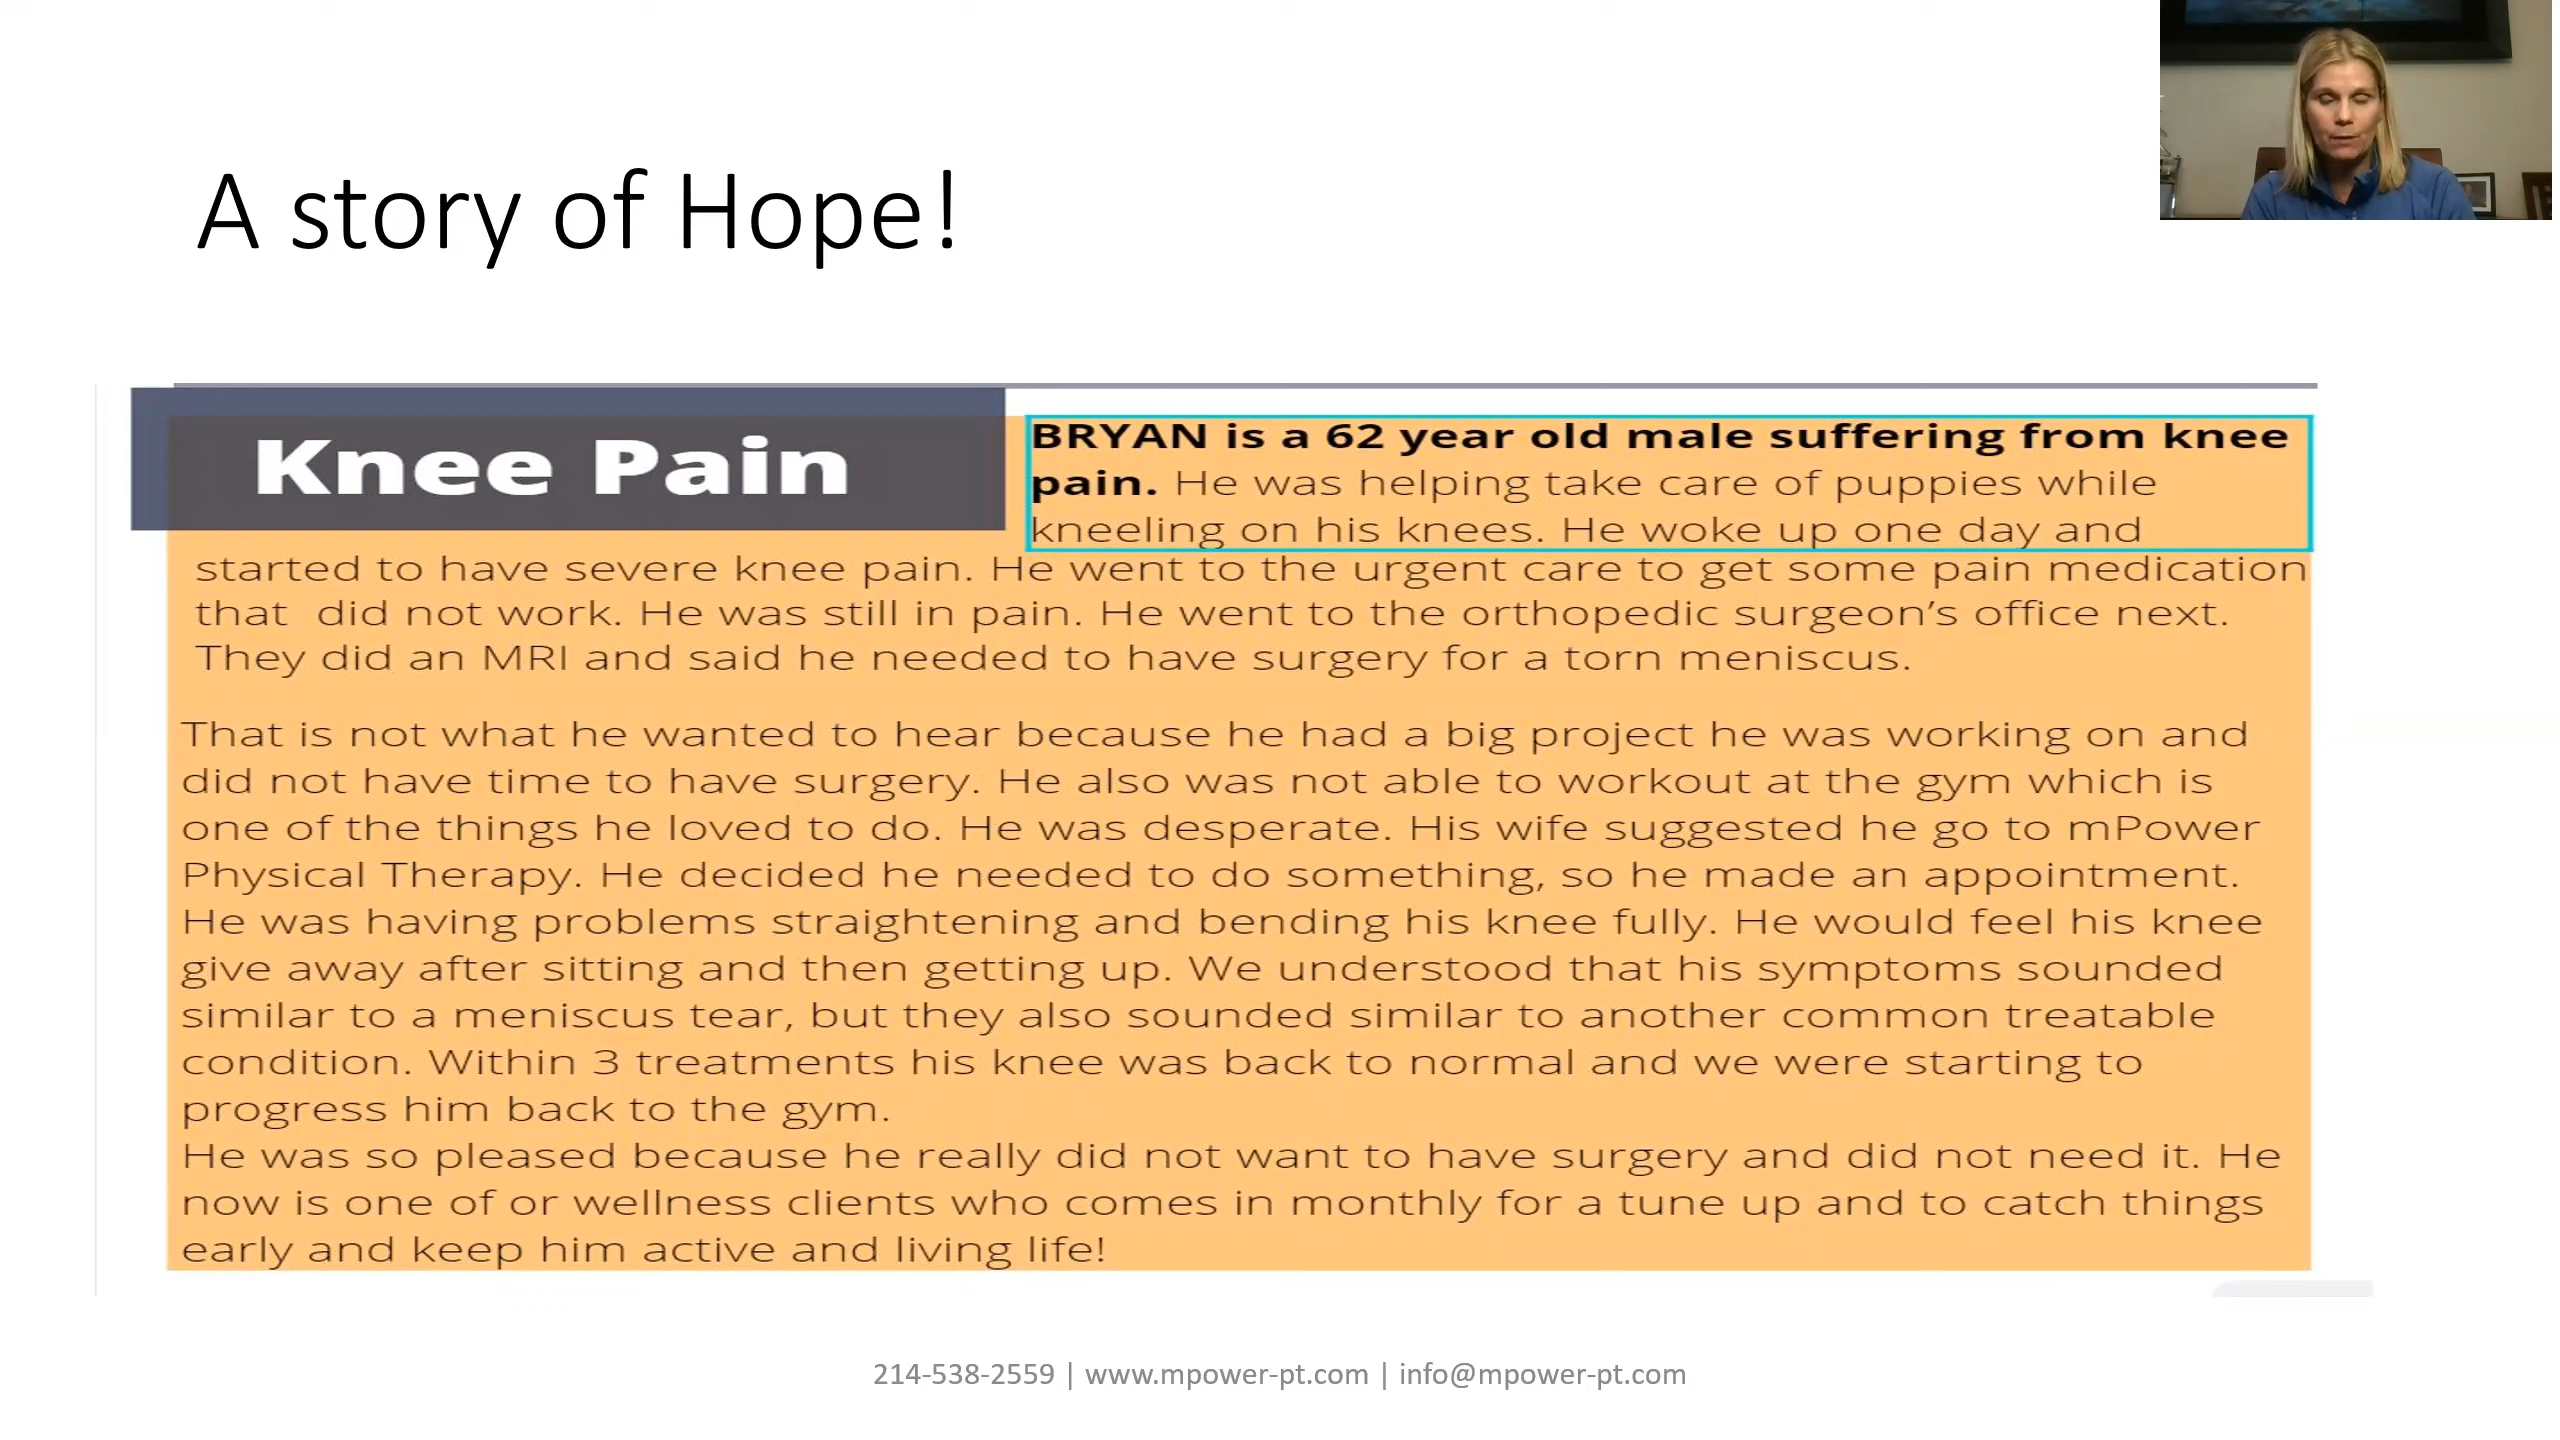 A story of Hope!
Knee Pain
BRYAN is a 62 year old male suffering from knee
pain. He was helping take care of puppies while
kneeling on his knees. He woke up one day and
started to have severe knee pain. He went to the urgent care to get some pain medication
that did not work. He was still in pain. He went to the orthopedic surgeon’s office next.
They did an MRI and said he needed to have surgery for a torn meniscus.
That is not what he wanted to hear because he had a big project he was working on and
did not have time to have surgery. He also was not able to workout at the gym which is
one of the things he loved to do. He was desperate. His wife suggested he go to mPower
Physical Therapy. He decided he needed to do something, so he made an appointment.
He was having problems straightening and bending his knee fully. He would feel his knee
give away after sitting and then getting up. We understood that his symptoms sounded
similar to a meniscus tear, but they also sounded similar to another common treatable
condition. Within 3 treatments his knee was back to normal and we were starting to
progress him back to the gym.
He was so pleased because he really did not want to have surgery and did not need it. He
now is one of or wellness clients who comes in monthly for a tune up and to catch things
early and keep him active and living life!
214-538-2559 | www.mpower-pt.com | info@mpower-pt.com